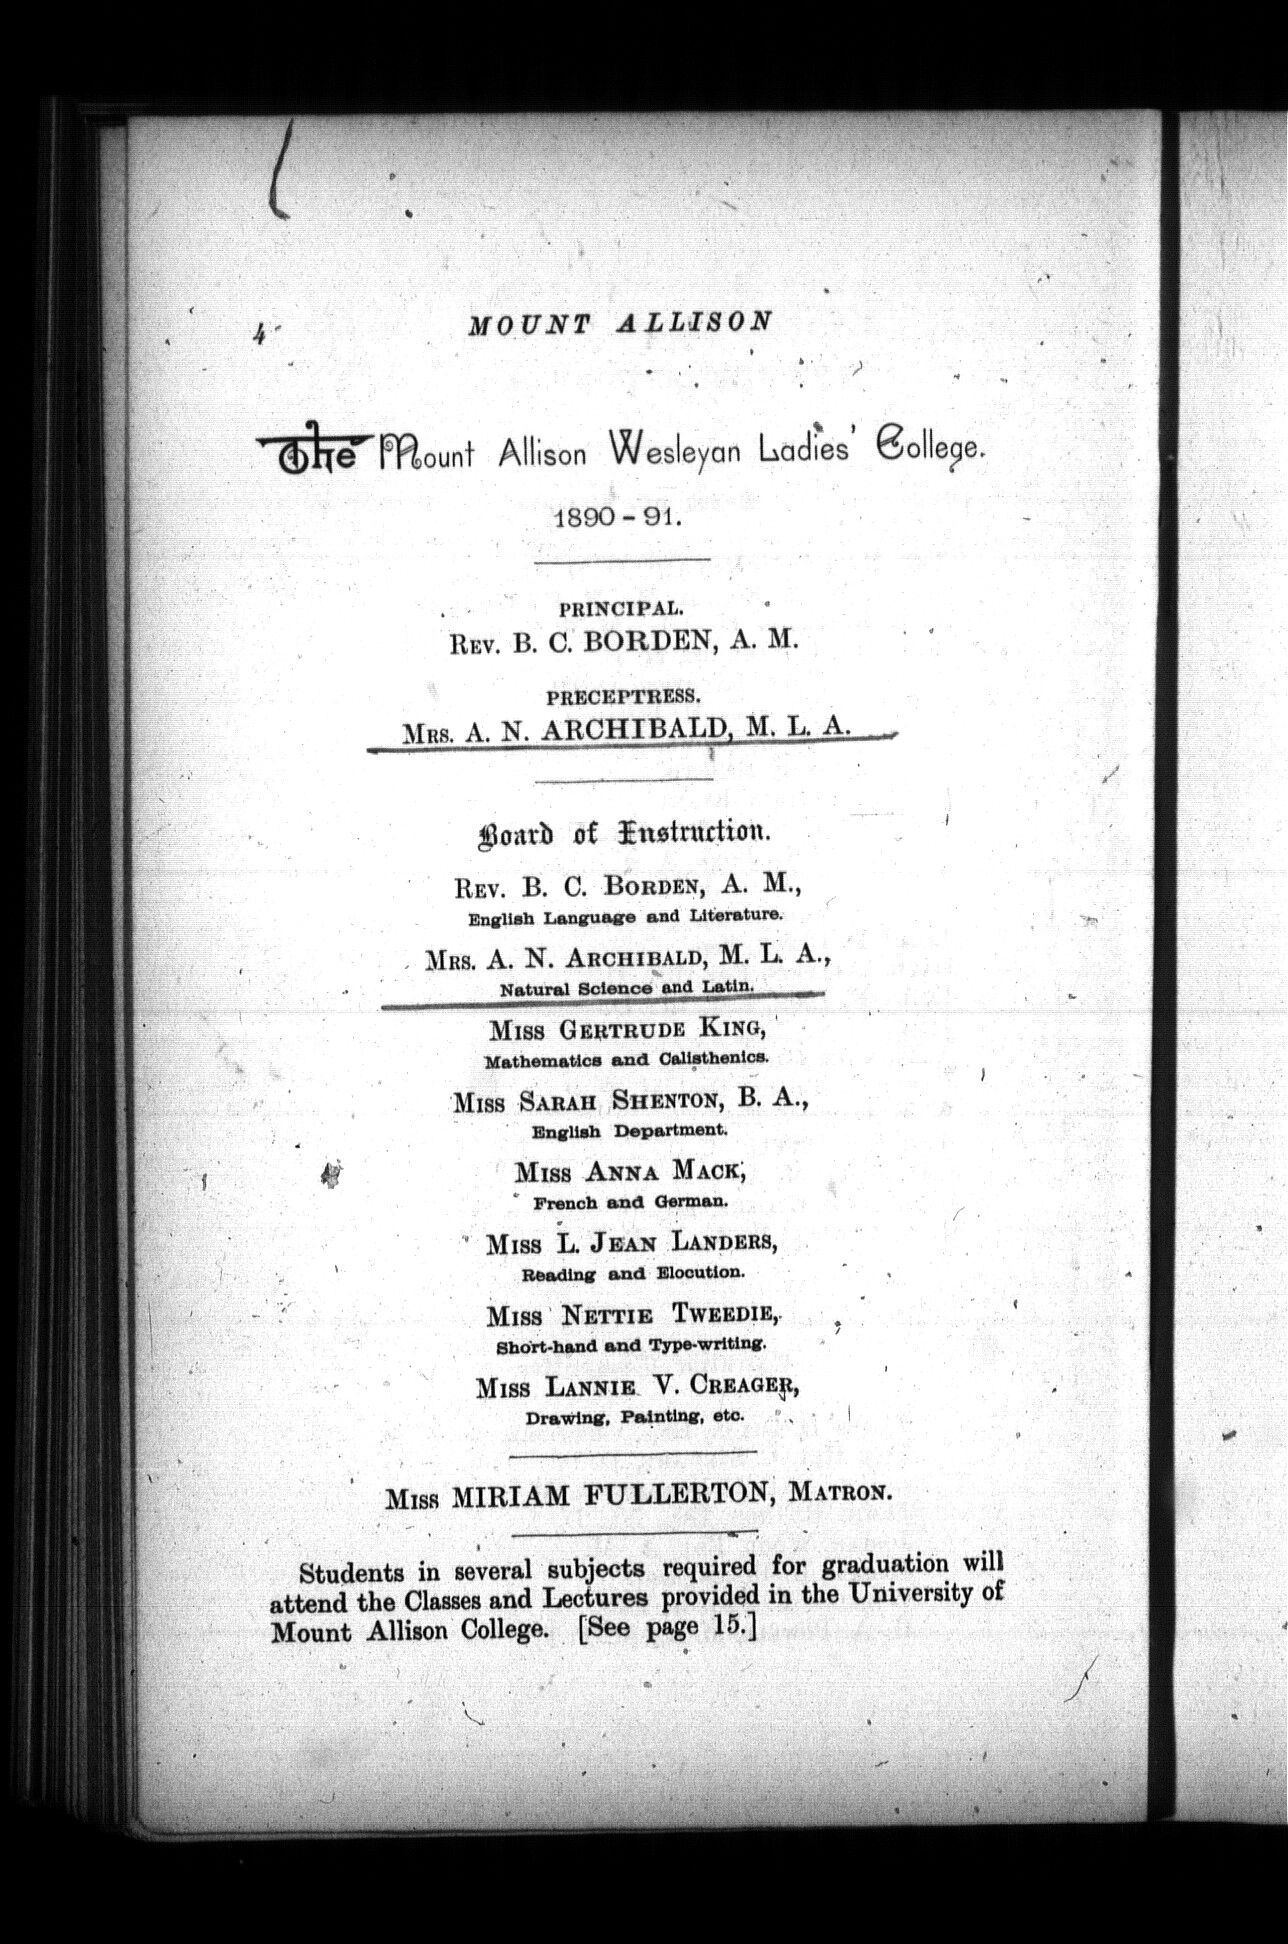 4
MOUNT ALLISON
The Mount Allison Wesleyan Ladies' College.
1890-91.
PRINCIPAL.
REV. B. C. BORDEN, A. M.
PRECEPTRESS.
MRS. A. N. ARCHIBALD, M. L. A.
Board of Instruction.
REV. B. C. BORDEN, A. M.,
English Language and Literature.
MRS. A. N. ARCHIBALD, M. L. A.,
Natural Science and Latin.
MISS GERTRUDE KING,
Mathematics and Calisthenics.
MISS SARAH SHENTON, B. A.,
English Department.
MISS ANNA MACK,
French and German.
MISS L. JEAN LANDERS,
Reading and Elocution.
MISS NETTIE TWEEDIE,
Short-hand and Type-writing.
MISS LANNIE V. CREAGER,
Drawing, Painting, etc.
MISS MIRIAM FULLERTON, MATRON.
Students in several subjects required for graduation will
attend the Classes and Lectures provided in the University of
Mount Allison College. [See page 15.]